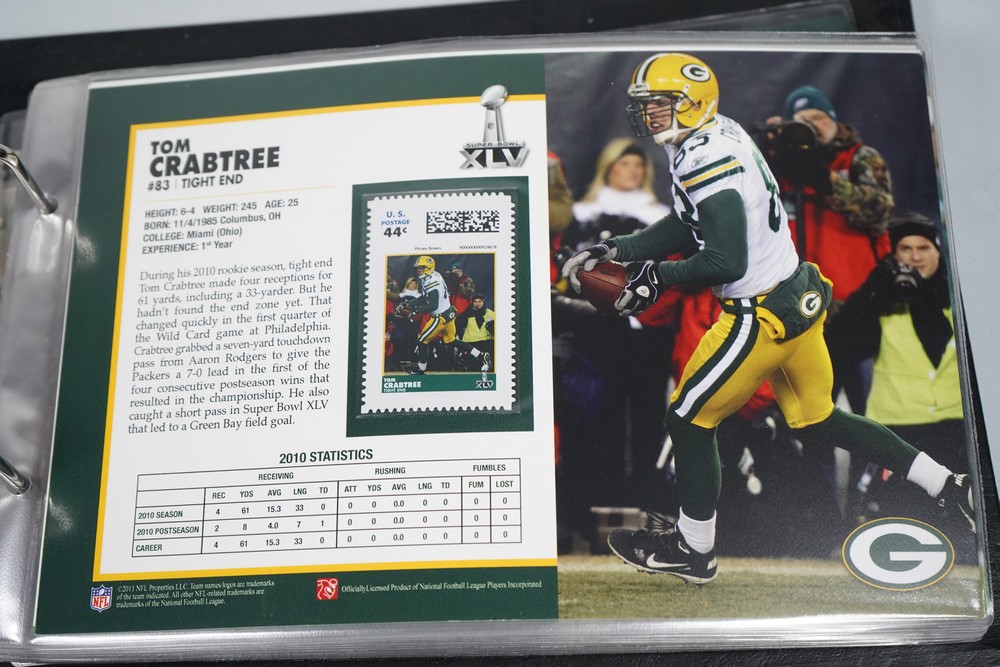 TOM
CRABTREE
#83 | TIGHT END
HEIGHT: 6-4 WEIGHT: 245 AGE: 25
BORN: 11/4/1985 Columbus, OH
COLLEGE: Miami (Ohio)
EXPERIENCE: 1st Year
During his 2010 rookie season, tight end
Tom Crabtree made four receptions for
61 yards, including a 33-yarder. But he
hadn't found the end zone yet. That
changed quickly in the first quarter of
the Wild Card game at Philadelphia.
Crabtree grabbed a seven-yard touchdown
pass from Aaron Rodgers to give the
Packers a 7-0 lead in the first of the
four consecutive postseason wins that
resulted in the championship. He also
caught a short pass in Super Bowl XLV
that led to a Green Bay field goal.
SUPER BOWL
XLV
U.S.
POSTAGE
44¢
Pitney Bowes
TOM
CRABTREE
TIGHT END
XLV
2010 STATISTICS
RECEIVING RUSHING FUMBLES
REC YDS AVG LNG TD ATT YDS AVG LNG TD FUM LOST
2010 SEASON 4 61 15.3 33 0 0 0 0.0 0 0 0 0
2010 POSTSEASON 2 8 4.0 7 1 0 0 0.0 0 0 0 0
CAREER 4 61 15.3 33 0 0 0 0.0 0 0 0 0
NFL
©2011 NFL Properties LLC. Team names/logos are trademarks
of the team indicated. All other NFL-related trademarks are
trademarks of the National Football League.
Officially Licensed Product of National Football League Players Incorporated
G
83
G
G